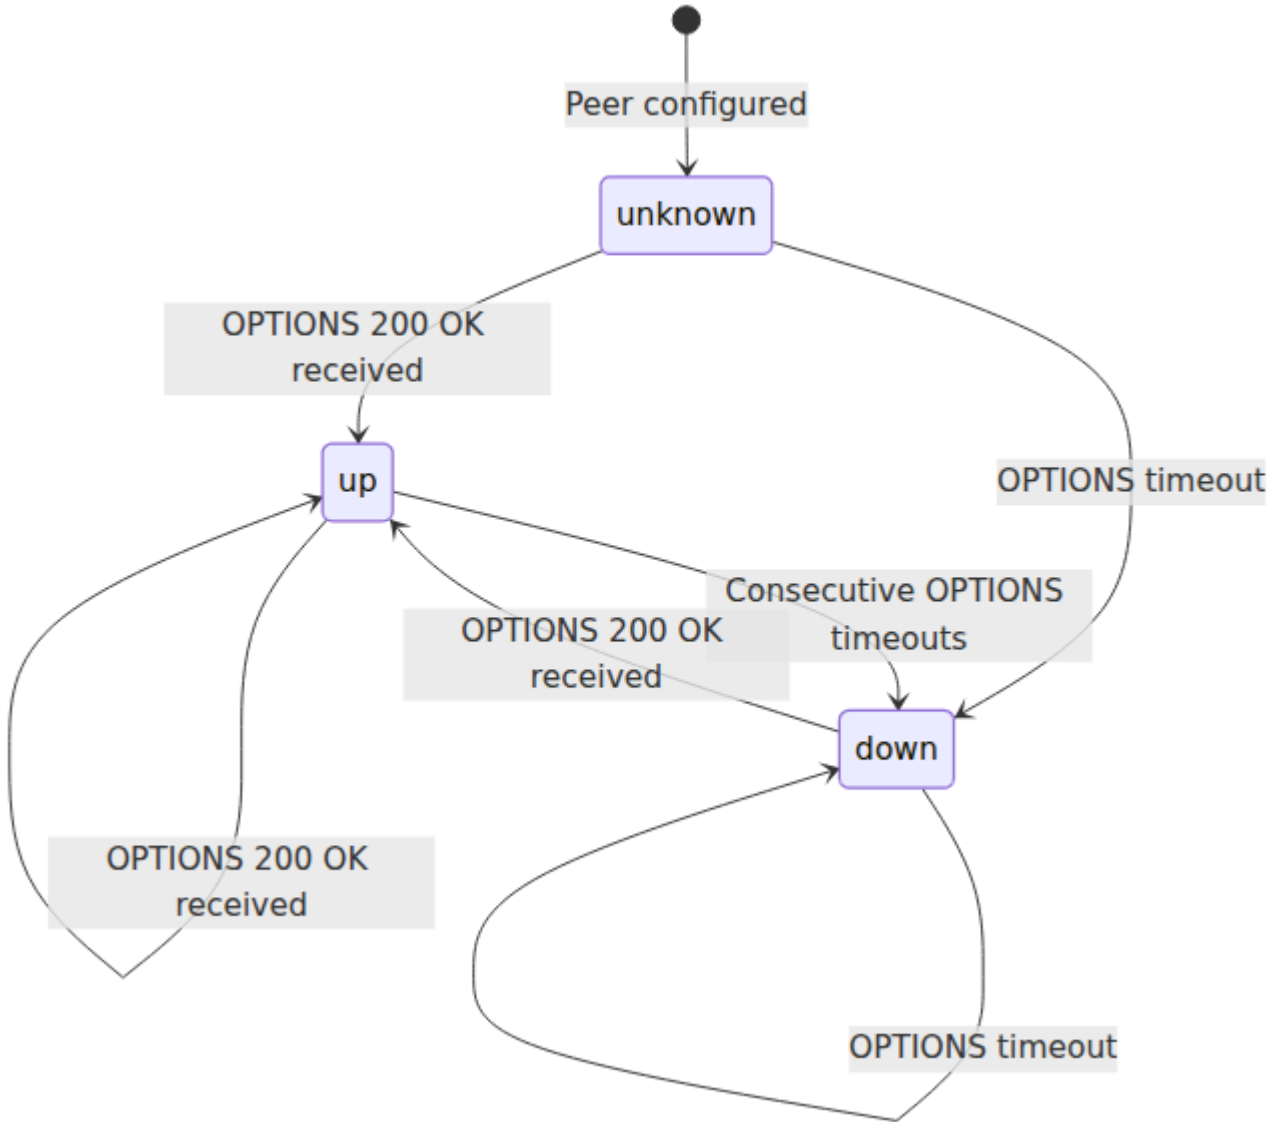 Peer configured
unknown
OPTIONS 200 OK
received
up
OPTIONS timeout
Consecutive OPTIONS
timeouts
OPTIONS 200 OK
received
down
OPTIONS 200 OK
received
OPTIONS timeout